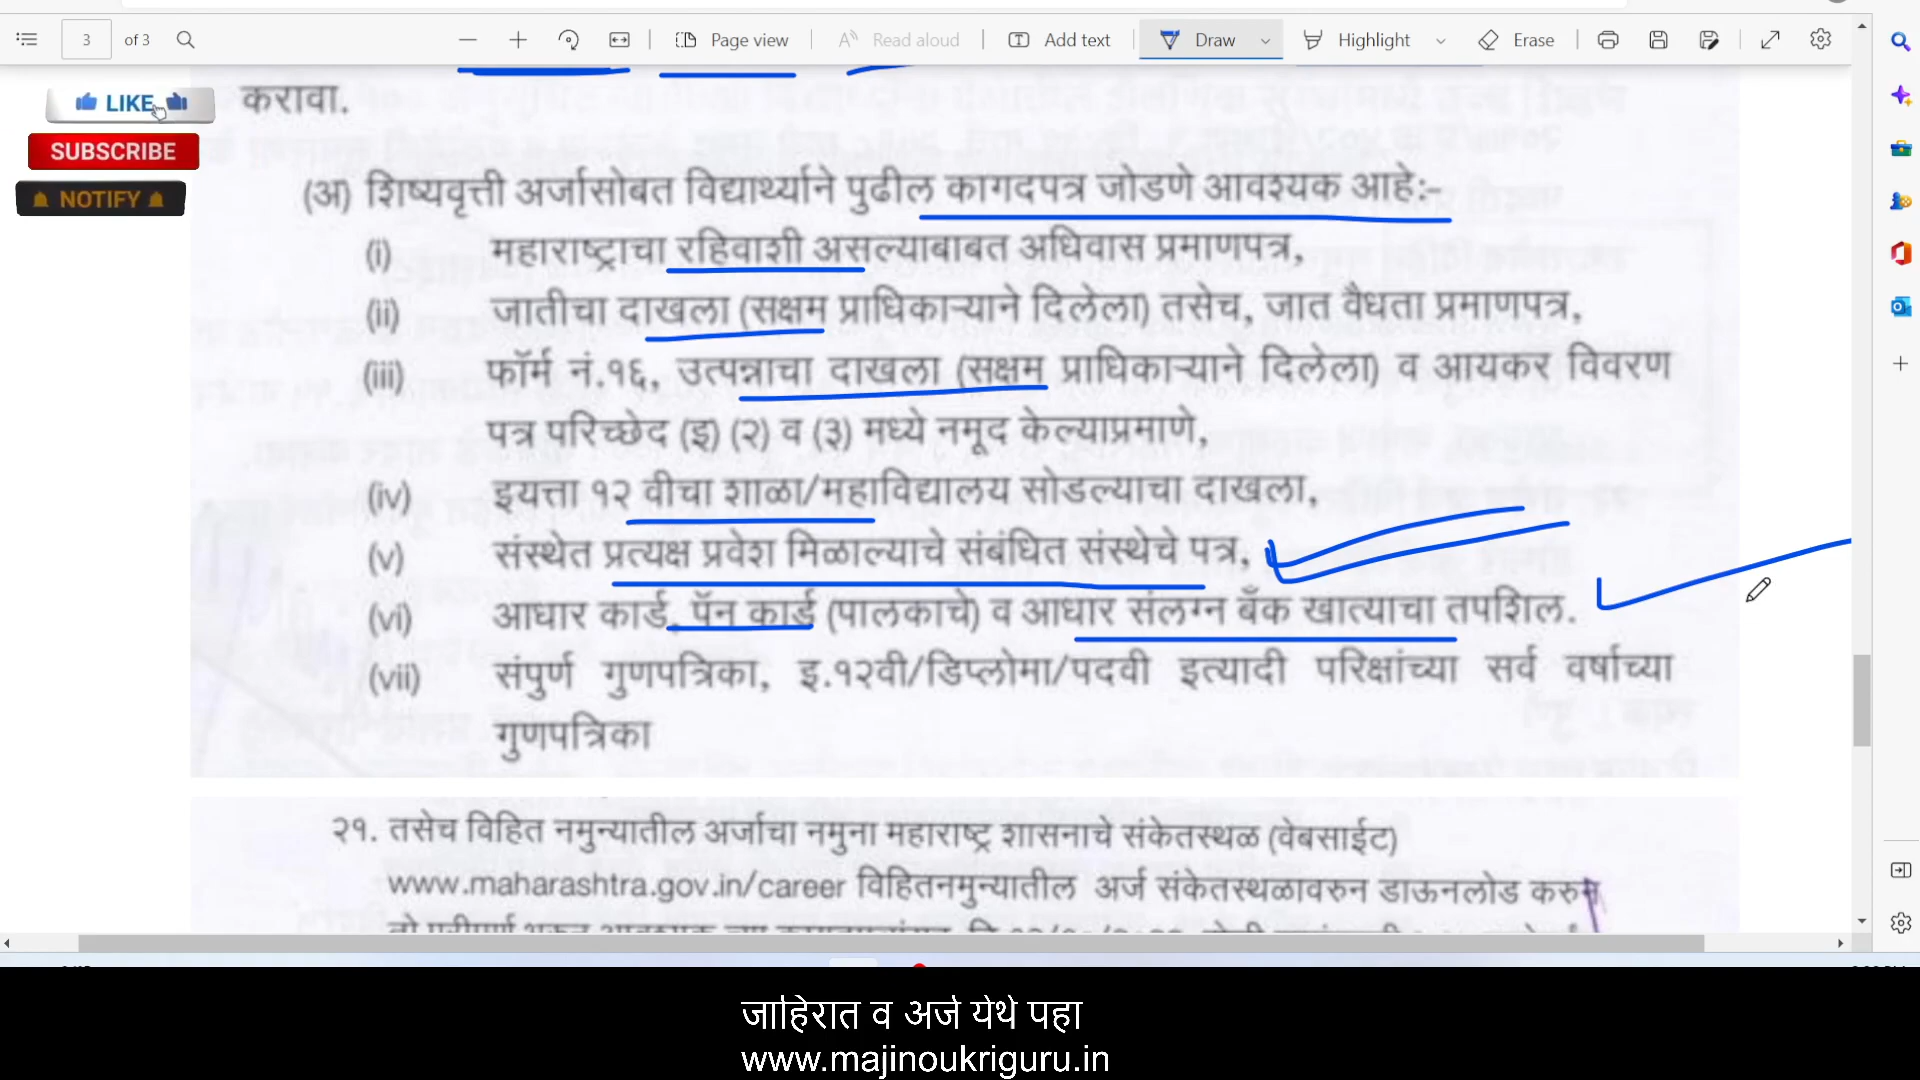 3 of 3 Page view Read aloud Add text Draw Highlight Erase
LIKE
SUBSCRIBE
NOTIFY
करावा.
(अ) शिष्यवृत्ती अर्जासोबत विद्यार्थ्याने पुढील कागदपत्र जोडणे आवश्यक आहे:-
(i) महाराष्ट्राचा रहिवाशी असल्याबाबत अधिवास प्रमाणपत्र,
(ii) जातीचा दाखला (सक्षम प्राधिकाऱ्याने दिलेला) तसेच, जात वैधता प्रमाणपत्र,
(iii) फॉर्म नं.१६, उत्पन्नाचा दाखला (सक्षम प्राधिकाऱ्याने दिलेला) व आयकर विवरण
पत्र परिच्छेद (इ) (२) व (३) मध्ये नमूद केल्याप्रमाणे,
(iv) इयत्ता १२ वीचा शाळा/महाविद्यालय सोडल्याचा दाखला,
(v) संस्थेत प्रत्यक्ष प्रवेश मिळाल्याचे संबंधित संस्थेचे पत्र,
(vi) आधार कार्ड, पॅन कार्ड (पालकाचे) व आधार संलग्न बँक खात्याचा तपशिल.
(vii) संपुर्ण गुणपत्रिका, इ.१२वी/डिप्लोमा/पदवी इत्यादी परिक्षांच्या सर्व वर्षाच्या
गुणपत्रिका
२१. तसेच विहित नमुन्यातील अर्जाचा नमुना महाराष्ट्र शासनाचे संकेतस्थळ (वेबसाईट)
www.maharashtra.gov.in/career विहितनमुन्यातील अर्ज संकेतस्थळावरुन डाऊनलोड करुन
जाहिरात व अर्ज येथे पहा
www.majinoukriguru.in